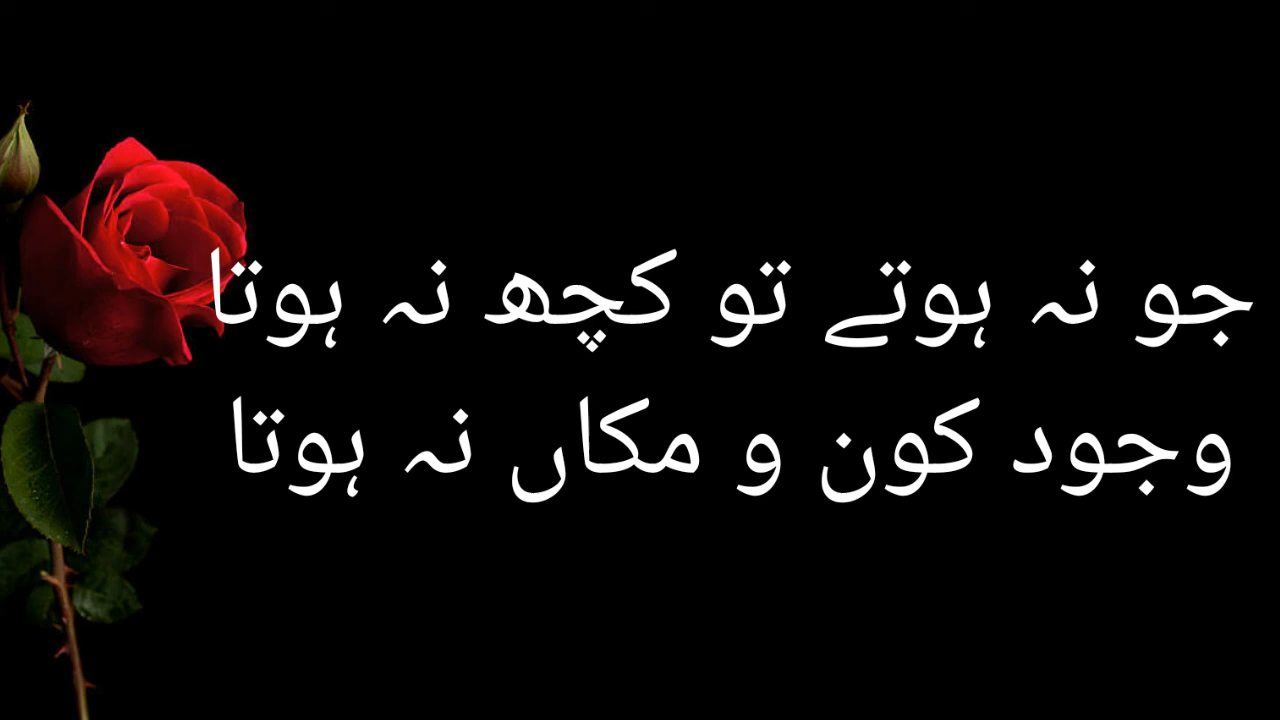 جو نہ ہوتے تو کچھ نہ ہوتا
وجود کون و مکاں نہ ہوتا